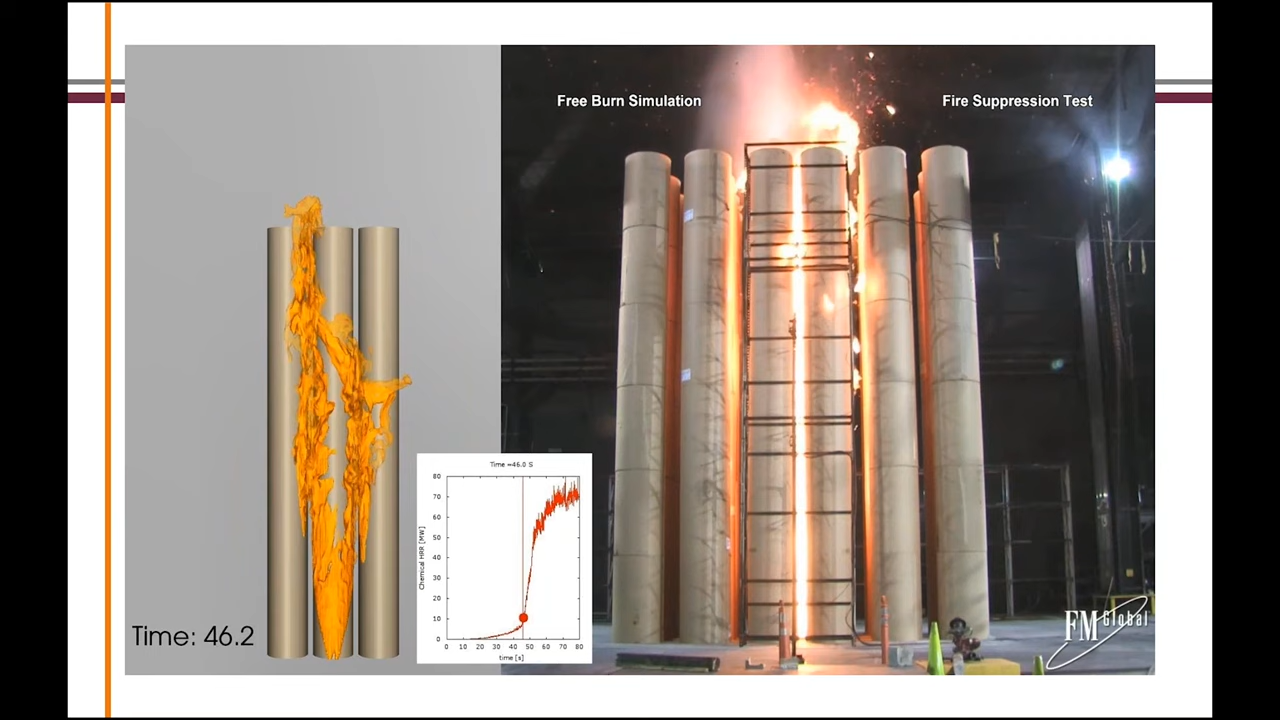 Free Burn Simulation
Fire Suppression Test
Time =46.0 S
Chemical HRR [MW]
80
70
60
50
40
30
20
10
0
0 10 20 30 40 50 60 70 80
time [s]
Time: 46.2
FM Global